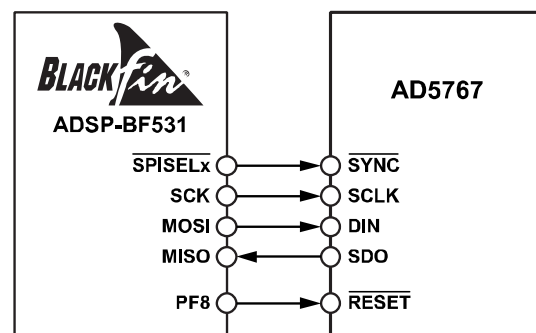 BLACKfin®
AD5767
ADSP-BF531
SPISELx SYNC
SCK SCLK
MOSI DIN
MISO SDO
PF8 RESET